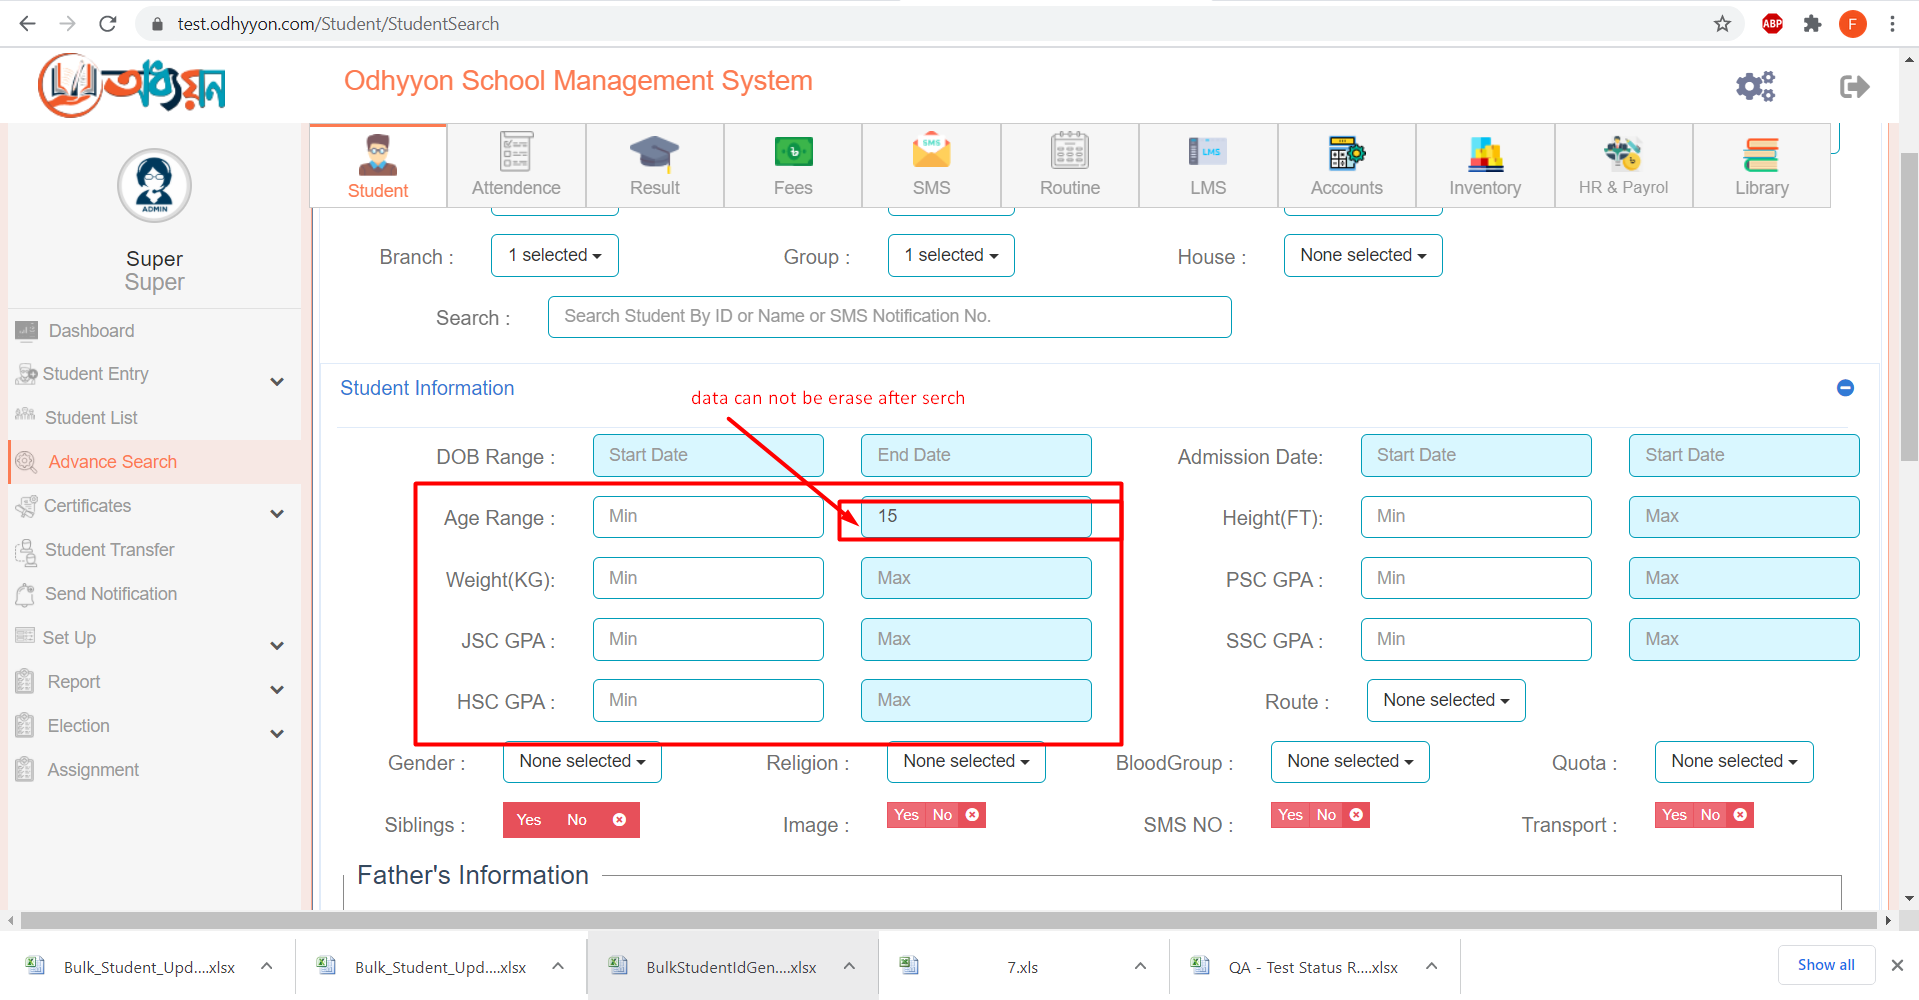 test.odhyyon.com/Student/StudentSearch
ABP
F
অধ্যয়ন
Odhyyon School Management System
Student
Attendence
Result
Fees
SMS
SMS
Routine
LMS
LMS
Accounts
Inventory
HR & Payrol
Library
ADMIN
Super
Super
Dashboard
Student Entry
Student List
Advance Search
Certificates
Student Transfer
Send Notification
Set Up
Report
Election
Assignment
Branch : 1 selected Group : 1 selected House : None selected
Search : Search Student By ID or Name or SMS Notification No.
Student Information
data can not be erase after serch
DOB Range : Start Date End Date Admission Date: Start Date Start Date
Age Range : Min 15 Height(FT): Min Max
Weight(KG): Min Max PSC GPA : Min Max
JSC GPA : Min Max SSC GPA : Min Max
HSC GPA : Min Max Route : None selected
Gender : None selected Religion : None selected BloodGroup : None selected Quota : None selected
Siblings : Yes No Image : Yes No SMS NO : Yes No Transport : Yes No
Father's Information
Bulk_Student_Upd....xlsx Bulk_Student_Upd....xlsx BulkStudentIdGen....xlsx 7.xls QA - Test Status R....xlsx Show all